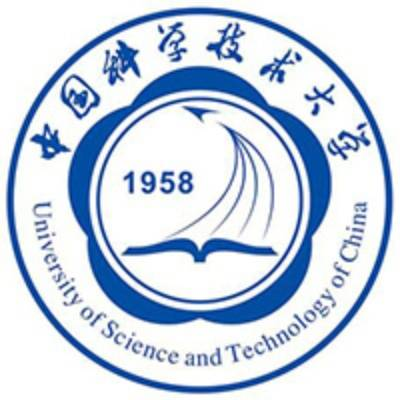 中国科学技术大学
1958
University of Science and Technology of China